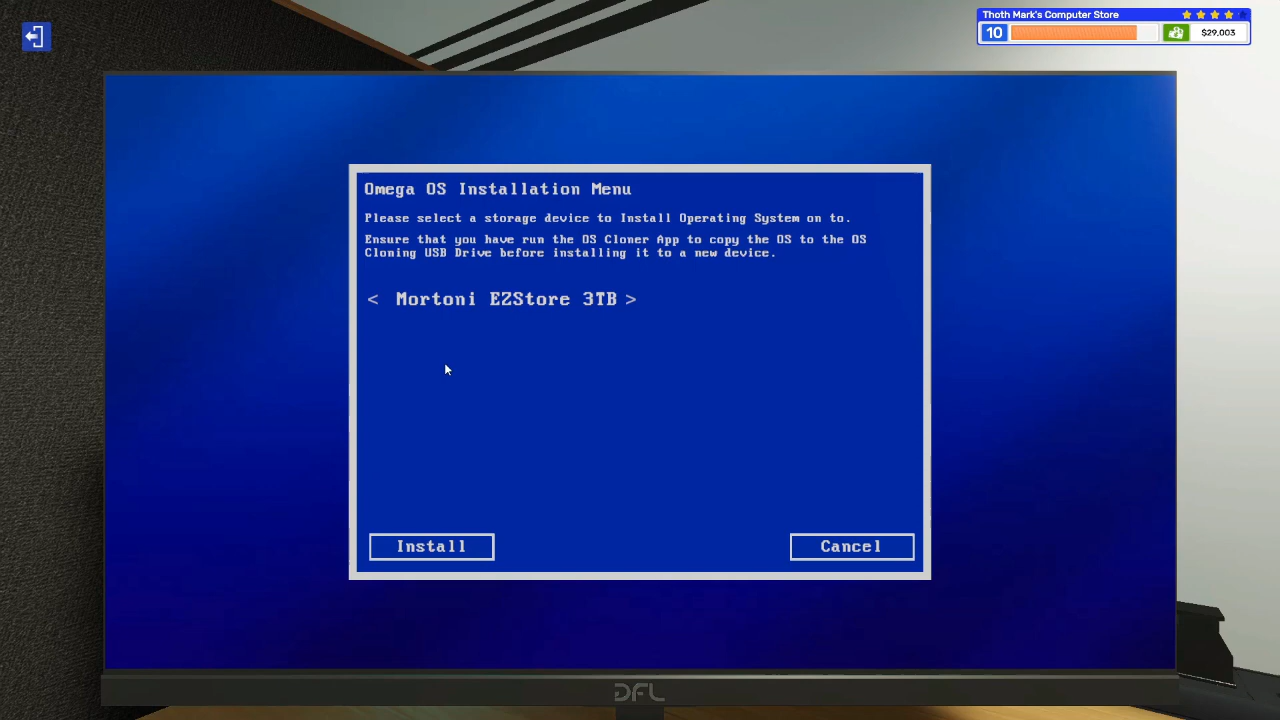 Thoth Mark's Computer Store
10
$29,003
Omega OS Installation Menu
Please select a storage device to Install Operating System on to.
Ensure that you have run the OS Cloner App to copy the OS to the OS
Cloning USB Drive before installing it to a new device.
< Mortoni EZStore 3TB >
Install
Cancel
DFL